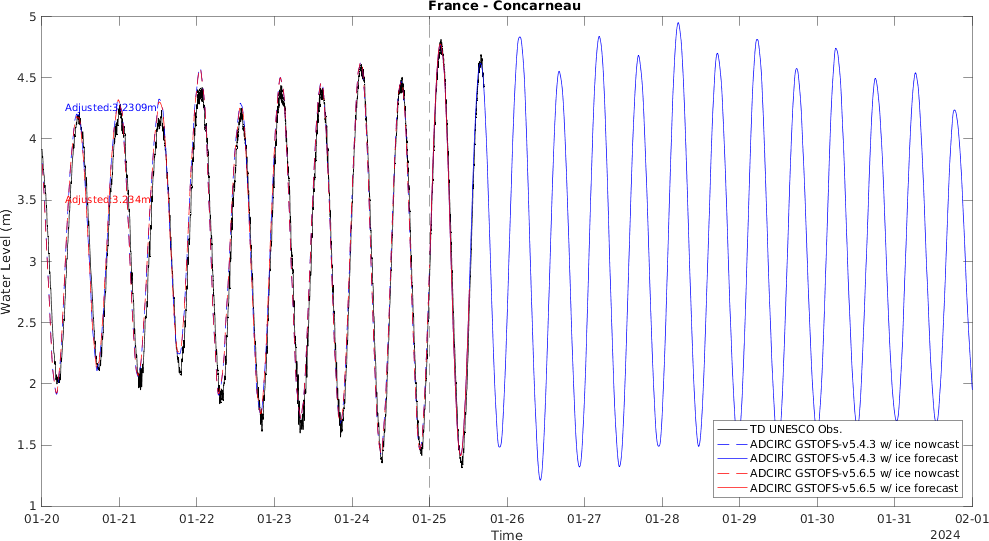 France - Concarneau
5
4.5
4
3.5
3
2.5
2
1.5
1
Water Level (m)
Adjusted:3.2309m
Adjusted:3.234m
TD UNESCO Obs.
ADCIRC GSTOFS-v5.4.3 w/ ice nowcast
ADCIRC GSTOFS-v5.4.3 w/ ice forecast
ADCIRC GSTOFS-v5.6.5 w/ ice nowcast
ADCIRC GSTOFS-v5.6.5 w/ ice forecast
01-20 01-21 01-22 01-23 01-24 01-25 01-26 01-27 01-28 01-29 01-30 01-31 02-01
Time
2024